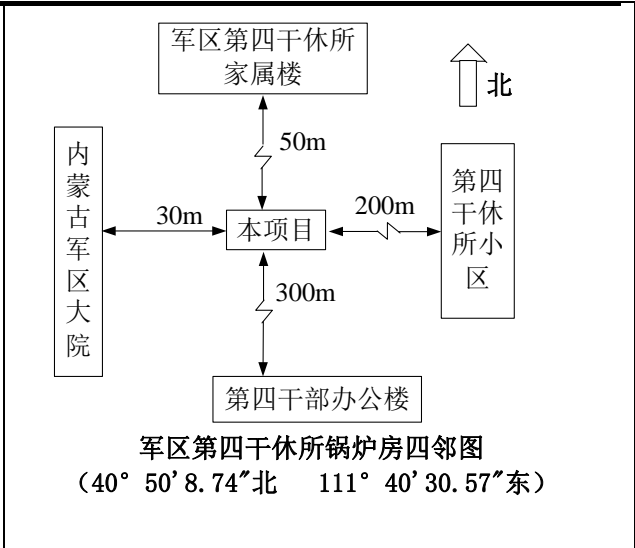 军区第四干休所
家属楼
北
50m
内蒙古军区大院
30m
本项目
200m
第四
干休
所小
区
300m
第四干部办公楼
军区第四干休所锅炉房四邻图
（40° 50′8.74″北 111° 40′30.57″东）